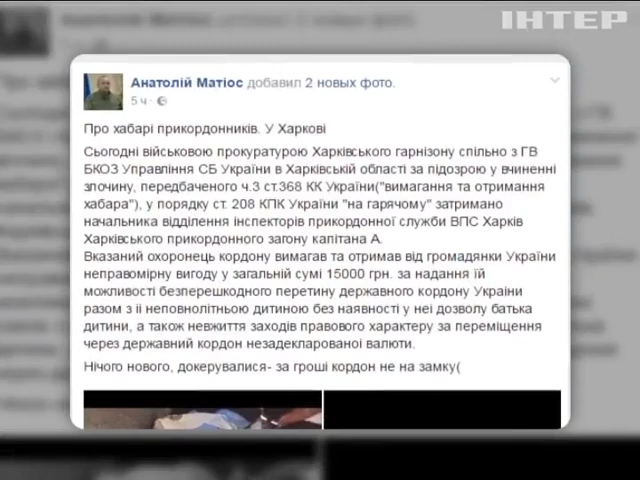 ІНТЕР
Анатолій Матіос добавил 2 новых фото.
5 ч ·
Про хабарі прикордонників. У Харкові
Сьогодні військовою прокуратурою Харківського гарнізону спільно з ГВ
БКОЗ Управління СБ України в Харківській області за підозрою у вчиненні
злочину, передбаченого ч.3 ст.368 КК України("вимагання та отримання
хабара"), у порядку ст. 208 КПК України "на гарячому" затримано
начальника відділення інспекторів прикордонної служби ВПС Харків
Харківського прикордонного загону капітана А.
Вказаний охоронець кордону вимагав та отримав від громадянки України
неправомірну вигоду у загальній сумі 15000 грн. за надання їй
можливості безперешкодного перетину державного кордону України
разом з її неповнолітньою дитиною без наявності у неї дозволу батька
дитини, а також невжиття заходів правового характеру за переміщення
через державний кордон незадекларованої валюти.
Нічого нового, докерувалися- за гроші кордон не на замку(